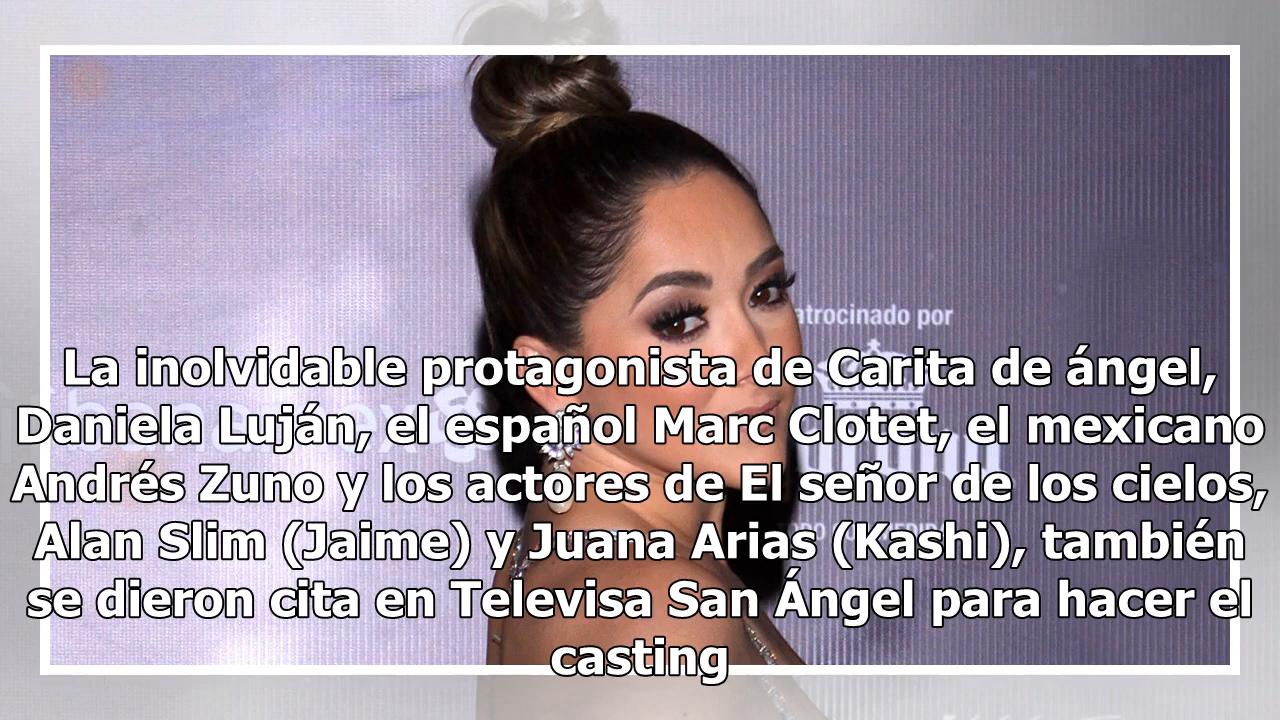 atrocinado por
La inolvidable protagonista de Carita de ángel,
Daniela Luján, el español Marc Clotet, el mexicano
Andrés Zuno y los actores de El señor de los cielos,
Alan Slim (Jaime) y Juana Arias (Kashi), también
se dieron cita en Televisa San Ángel para hacer el
casting